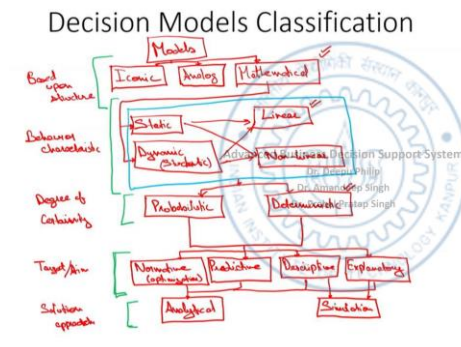 Decision Models Classification
Models
Based upon structure
Iconic Analog Mathematical
Behaviour characteristic
Static Linear
Dynamic Non-linear
Advanced Business Decision Support System
Dr. Deepu Philip
Dr. Amandeep Singh
Pratap Singh
Degree of Certainty
Probabilistic Deterministic
Target/Aim
Normative (optimization) Predictive Descriptive Explanatory
Solution approach
Analytical Simulation